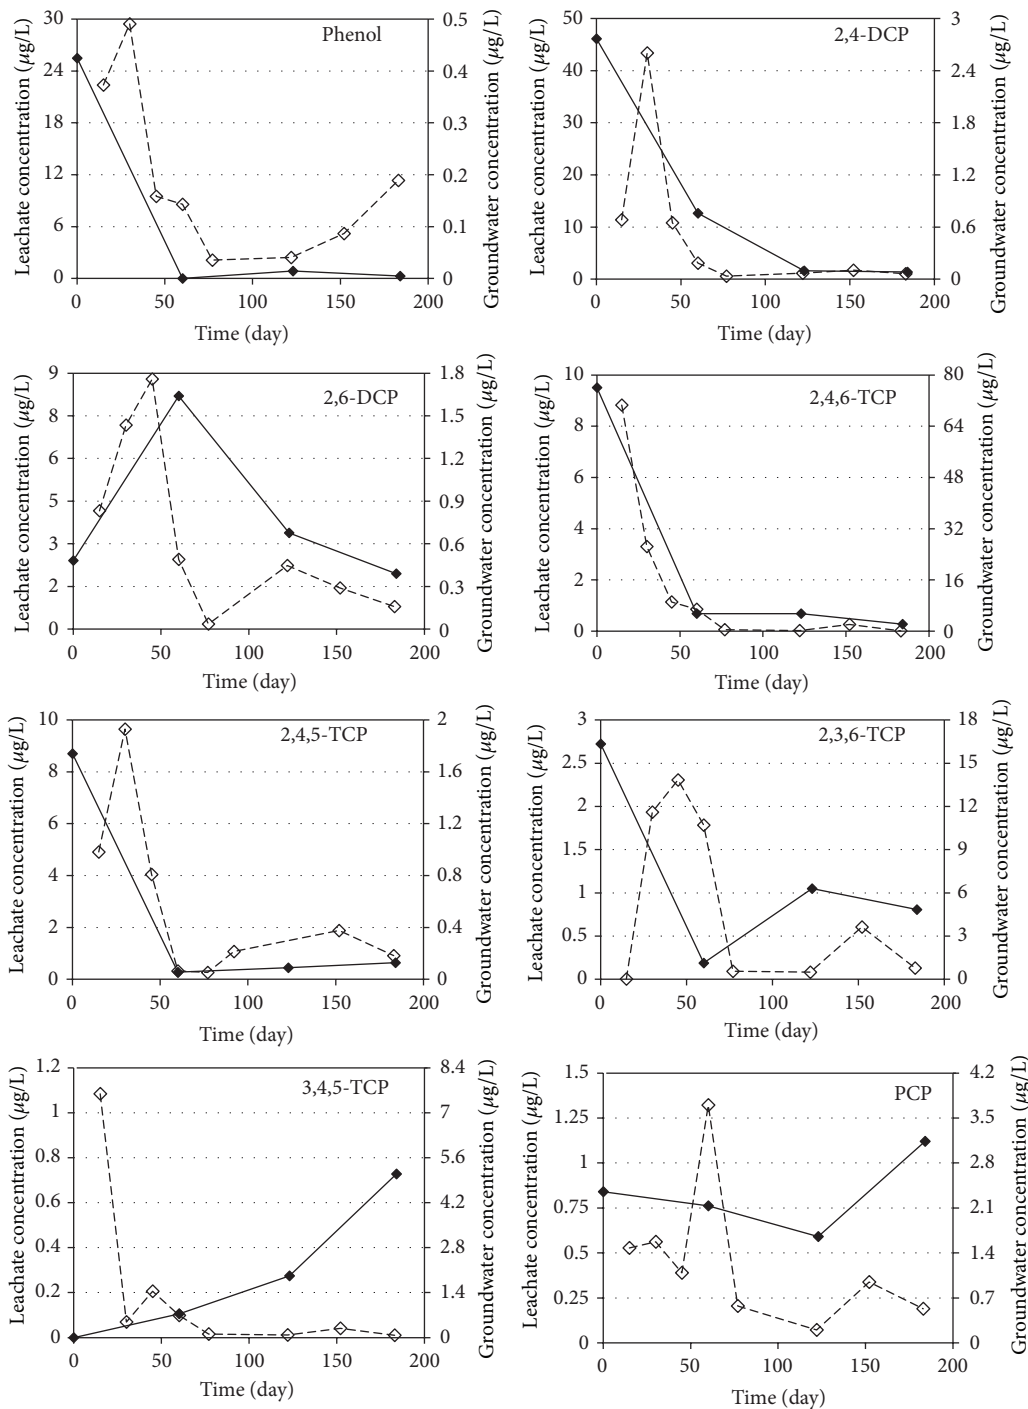 Phenol
Leachate concentration (µg/L)
30
24
18
12
6
0
0.5
0.4
0.3
0.2
0.1
0
Groundwater concentration (µg/L)
0 50 100 150 200
Time (day)
2,4-DCP
Leachate concentration (µg/L)
50
40
30
20
10
0
3
2.4
1.8
1.2
0.6
0
Groundwater concentration (µg/L)
0 50 100 150 200
Time (day)
2,6-DCP
Leachate concentration (µg/L)
9
8
6
5
3
2
0
1.8
1.5
1.2
0.9
0.6
0.3
0
Groundwater concentration (µg/L)
0 50 100 150 200
Time (day)
2,4,6-TCP
Leachate concentration (µg/L)
10
8
6
4
2
0
80
64
48
32
16
0
Groundwater concentration (µg/L)
0 50 100 150 200
Time (day)
2,4,5-TCP
Leachate concentration (µg/L)
10
8
6
4
2
0
2
1.6
1.2
0.8
0.4
0
Groundwater concentration (µg/L)
0 50 100 150 200
Time (day)
2,3,6-TCP
Leachate concentration (µg/L)
3
2.5
2
1.5
1
0.5
0
18
15
12
9
6
3
0
Groundwater concentration (µg/L)
0 50 100 150 200
Time (day)
3,4,5-TCP
Leachate concentration (µg/L)
1.2
1
0.8
0.6
0.4
0.2
0
8.4
7
5.6
4.2
2.8
1.4
0
Groundwater concentration (µg/L)
0 50 100 150 200
Time (day)
PCP
Leachate concentration (µg/L)
1.5
1.25
1
0.75
0.5
0.25
0
4.2
3.5
2.8
2.1
1.4
0.7
0
Groundwater concentration (µg/L)
0 50 100 150 200
Time (day)